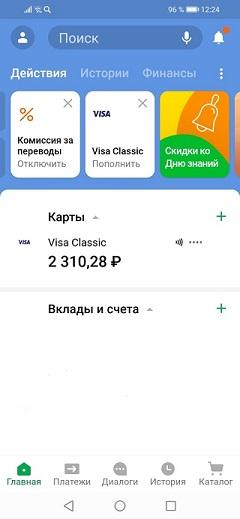 96 % 12:24
Поиск
Действия Истории Финансы
%
Комиссия за
переводы
Отключить
VISA
Visa Classic
Пополнить
Скидки ко
Дню знаний
Карты
VISA Visa Classic
2 310,28 ₽
Вклады и счета
Главная Платежи Диалоги История Каталог